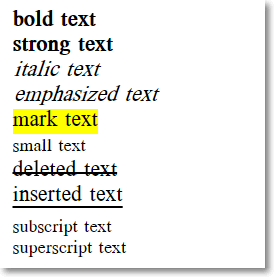 bold text
strong text
italic text
emphasized text
mark text
small text
deleted text
inserted text
subscript text
superscript text